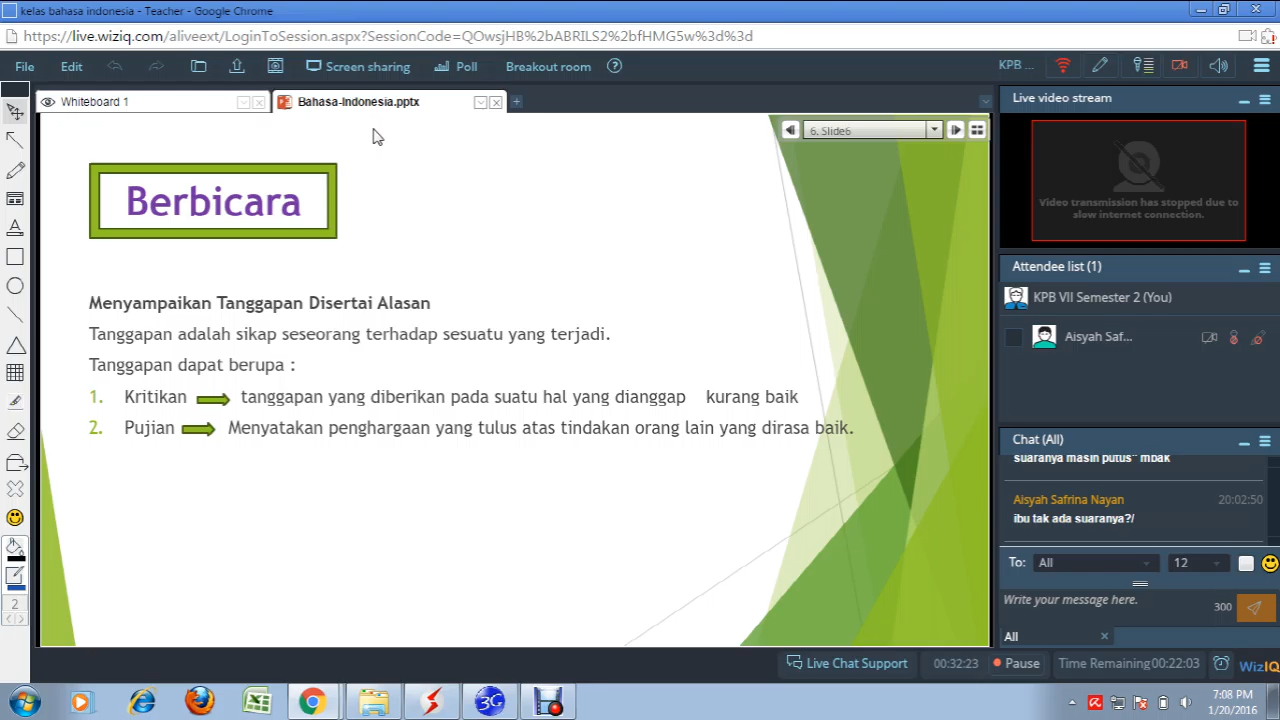 kelas bahasa indonesia - Teacher - Google Chrome
https://live.wiziq.com/aliveext/LoginToSession.aspx?SessionCode=QOwsjHB%2bABRILS2%2bfHMG5w%3d%3d
File Edit Screen sharing Poll Breakout room KPB ...
Whiteboard 1 Bahasa-Indonesia.pptx
Live video stream
6. Slide6
Berbicara
Video transmission has stopped due to
slow internet connection.
Attendee list (1)
KPB VII Semester 2 (You)
Aisyah Saf...
Menyampaikan Tanggapan Disertai Alasan
Tanggapan adalah sikap seseorang terhadap sesuatu yang terjadi.
Tanggapan dapat berupa :
1. Kritikan tanggapan yang diberikan pada suatu hal yang dianggap kurang baik
2. Pujian Menyatakan penghargaan yang tulus atas tindakan orang lain yang dirasa baik.
Chat (All)
suaranya masin putus" mbak
Aisyah Safrina Nayan 20:02:50
ibu tak ada suaranya?/
To: All 12
Write your message here. 300
All
2
Live Chat Support 00:32:23 Pause Time Remaining 00:22:03 WizIQ
3G
7:08 PM
1/20/2016